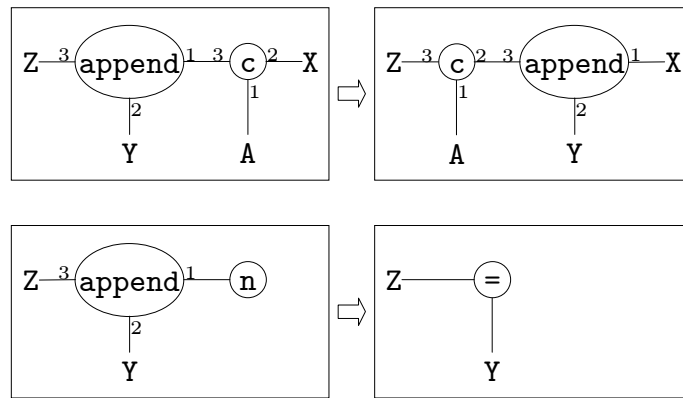 Z 3 append 1 3 c 2 X
2 1
Y A
Z 3 c 2 3 append 1 X
1 2
A Y
Z 3 append 1 n
2
Y
Z =
Y